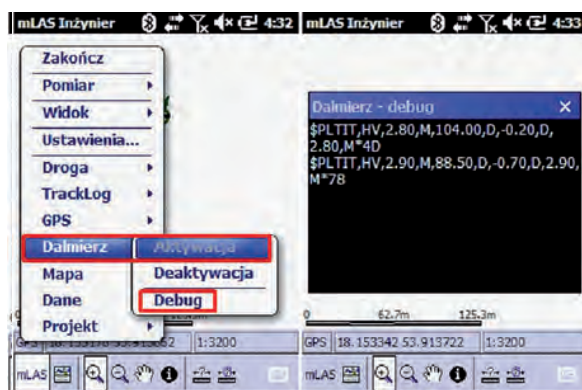 mLAS Inżynier 4:32
Zakończ
Pomiar
Widok
Ustawienia...
Droga
TrackLog
GPS
Dalmierz
Aktywacja
Mapa
Deaktywacja
Dane
Debug
Projekt
GPS
1:3200
mLAS
mLAS Inżynier 4:33
Dalmierz - debug X
$PLTIT,HV,2.80,M,104.00,D,-0.20,D,
2.80,M*4D
$PLTIT,HV,2.90,M,88.50,D,-0.70,D,2.90,
M*78
0 62.7m 125.3m
GPS 18.153342 53.913722 1:3200
mLAS